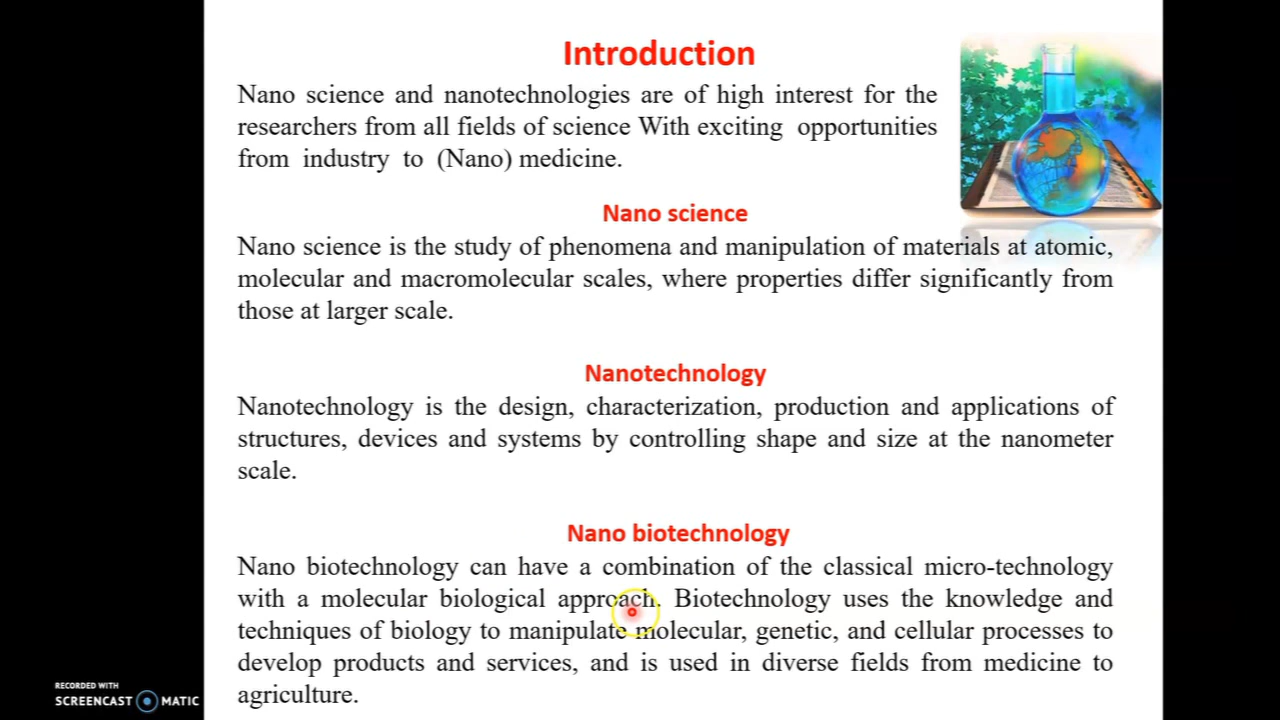 Introduction
Nano science and nanotechnologies are of high interest for the
researchers from all fields of science With exciting opportunities
from industry to (Nano) medicine.
Nano science
Nano science is the study of phenomena and manipulation of materials at atomic,
molecular and macromolecular scales, where properties differ significantly from
those at larger scale.
Nanotechnology
Nanotechnology is the design, characterization, production and applications of
structures, devices and systems by controlling shape and size at the nanometer
scale.
Nano biotechnology
Nano biotechnology can have a combination of the classical micro-technology
with a molecular biological approach. Biotechnology uses the knowledge and
techniques of biology to manipulate molecular, genetic, and cellular processes to
develop products and services, and is used in diverse fields from medicine to
agriculture.
RECORDED WITH
SCREENCAST MATIC